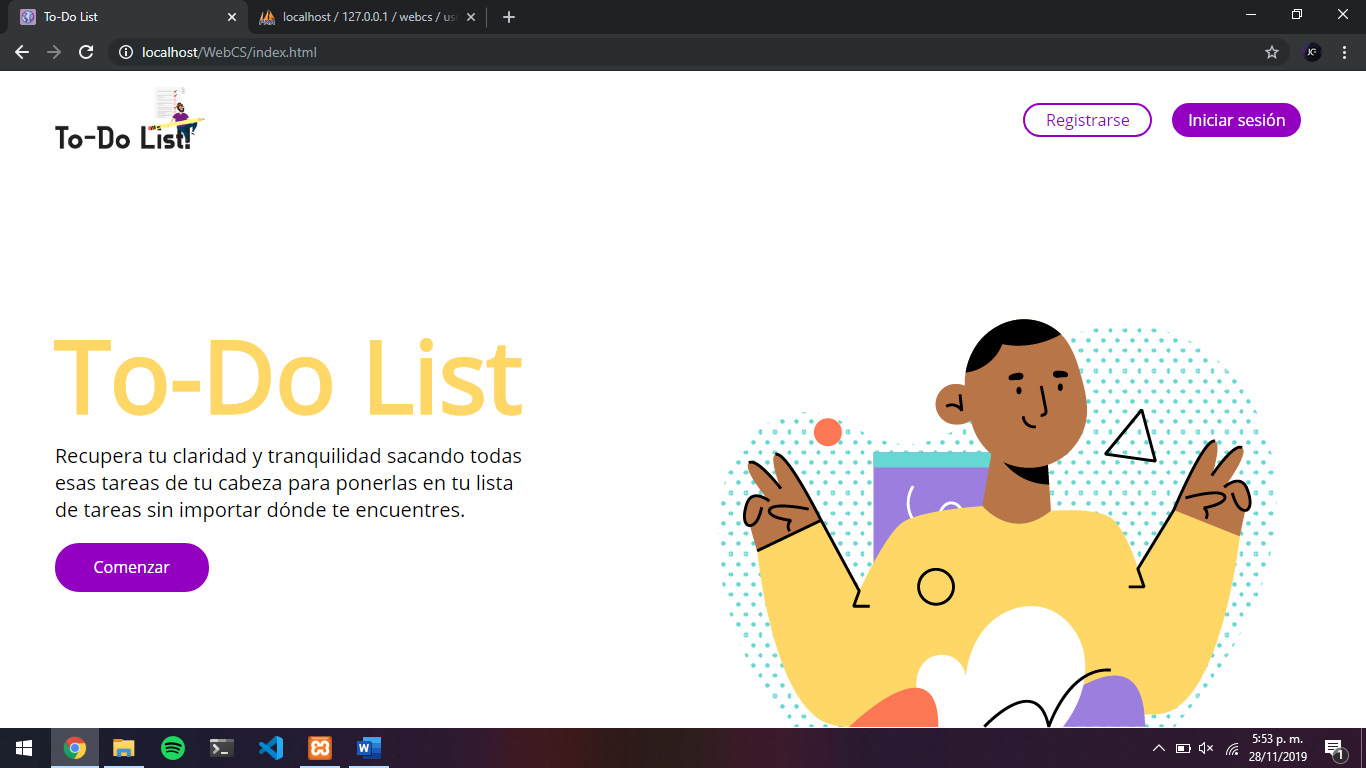 To-Do List
localhost / 127.0.0.1 / webcs / us
localhost/WebCS/index.html
JG
To-Do List!
Registrarse
Iniciar sesión
To-Do List
Recupera tu claridad y tranquilidad sacando todas
esas tareas de tu cabeza para ponerlas en tu lista
de tareas sin importar dónde te encuentres.
Comenzar
5:53 p. m.
28/11/2019
1